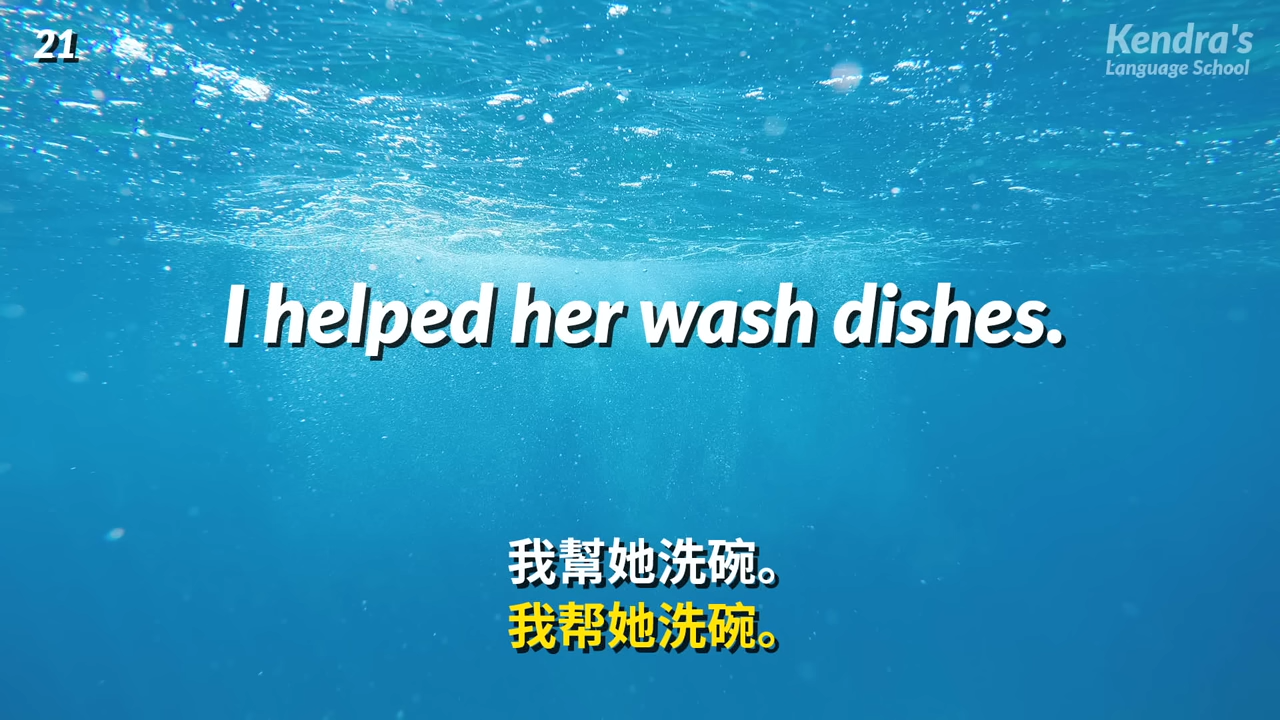 21
Kendra's
Language School
I helped her wash dishes.
我幫她洗碗。
我帮她洗碗。